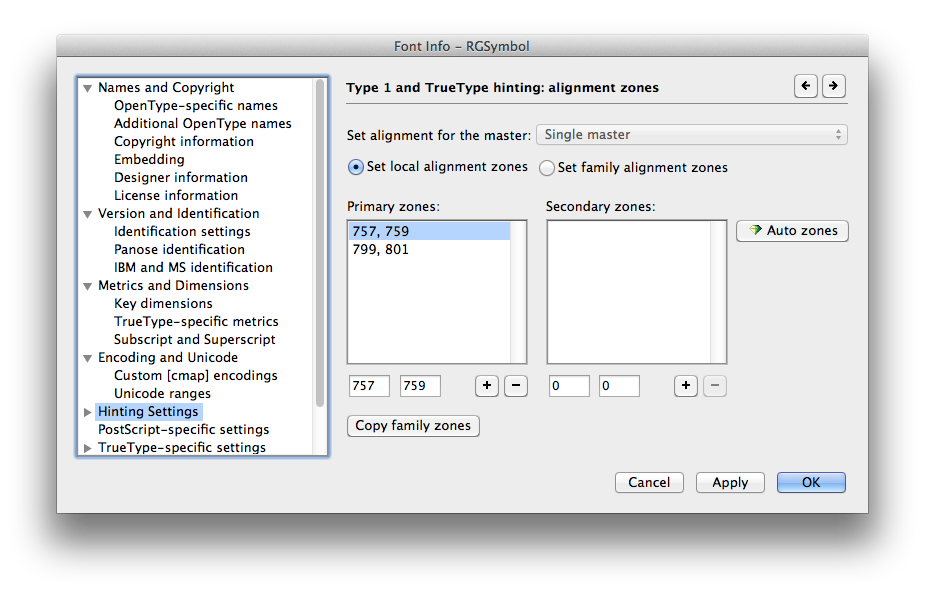 Font Info – RGSymbol
Names and Copyright
OpenType-specific names
Additional OpenType names
Copyright information
Embedding
Designer information
License information
Version and Identification
Identification settings
Panose identification
IBM and MS identification
Metrics and Dimensions
Key dimensions
TrueType-specific metrics
Subscript and Superscript
Encoding and Unicode
Custom [cmap] encodings
Unicode ranges
Hinting Settings
PostScript-specific settings
TrueType-specific settings
Type 1 and TrueType hinting: alignment zones
Set alignment for the master: Single master
Set local alignment zones Set family alignment zones
Primary zones: Secondary zones:
757, 759
799, 801
Auto zones
757 759 + − 0 0 + −
Copy family zones
Cancel Apply OK